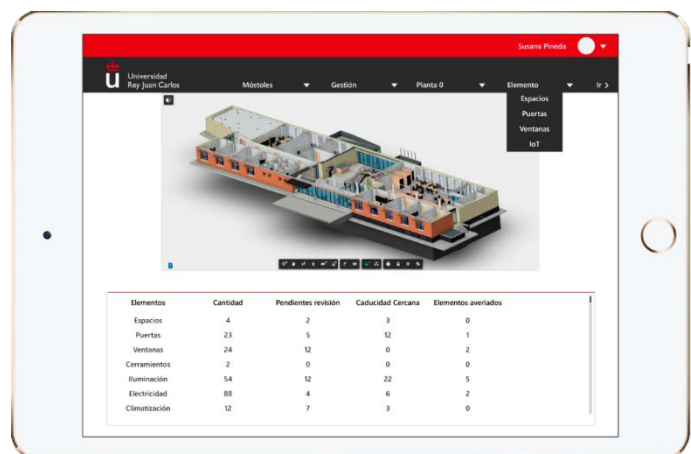 Susana Pineda
Universidad
Rey Juan Carlos
Móstoles Gestión Planta 0 Elemento Ir >
Espacios
Puertas
Ventanas
IoT
Elementos Cantidad Pendientes revisión Caducidad Cercana Elementos averiados
Espacios 4 2 3 0
Puertas 23 5 12 1
Ventanas 24 12 0 2
Cerramientos 2 0 0 0
Iluminación 54 12 22 5
Electricidad 88 4 6 2
Climatización 12 7 3 0